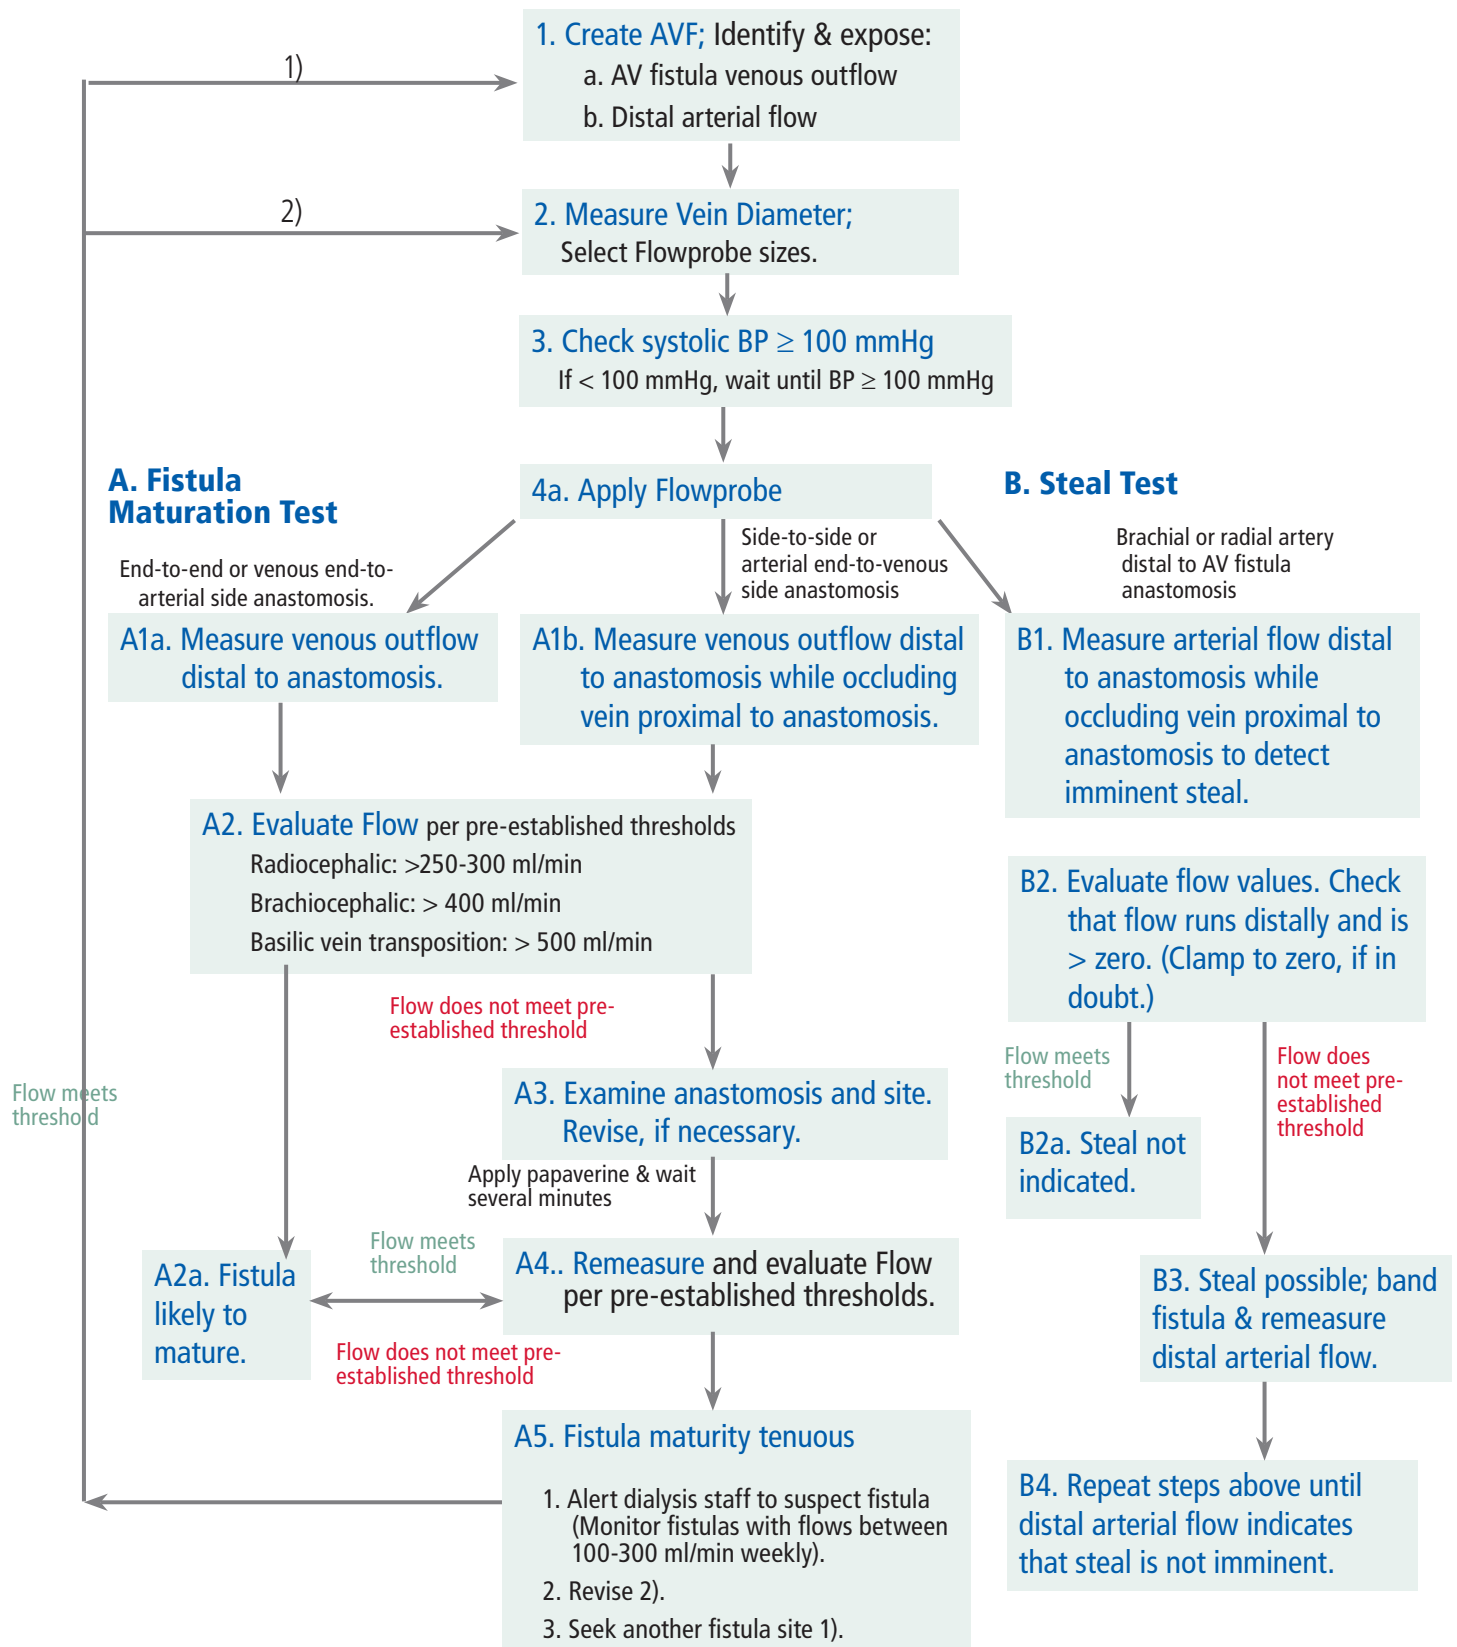 1. Create AVF; Identify & expose:
a. AV fistula venous outflow
b. Distal arterial flow
1)
2. Measure Vein Diameter;
Select Flowprobe sizes.
2)
3. Check systolic BP ≥ 100 mmHg
If < 100 mmHg, wait until BP ≥ 100 mmHg
A. Fistula
Maturation Test
4a. Apply Flowprobe
B. Steal Test
End-to-end or venous end-to-
arterial side anastomosis.
Side-to-side or
arterial end-to-venous
side anastomosis
Brachial or radial artery
distal to AV fistula
anastomosis
A1a. Measure venous outflow
distal to anastomosis.
A1b. Measure venous outflow distal
to anastomosis while occluding
vein proximal to anastomosis.
B1. Measure arterial flow distal
to anastomosis while
occluding vein proximal to
anastomosis to detect
imminent steal.
A2. Evaluate Flow per pre-established thresholds
Radiocephalic: >250-300 ml/min
Brachiocephalic: > 400 ml/min
Basilic vein transposition: > 500 ml/min
B2. Evaluate flow values. Check
that flow runs distally and is
> zero. (Clamp to zero, if in
doubt.)
Flow does not meet pre-
established threshold
Flow meets
threshold
Flow does
not meet pre-
established
threshold
Flow meets
threshold
A3. Examine anastomosis and site.
Revise, if necessary.
B2a. Steal not
indicated.
Apply papaverine & wait
several minutes
Flow meets
threshold
A2a. Fistula
likely to
mature.
A4.. Remeasure and evaluate Flow
per pre-established thresholds.
B3. Steal possible; band
fistula & remeasure
distal arterial flow.
Flow does not meet pre-
established threshold
A5. Fistula maturity tenuous
1. Alert dialysis staff to suspect fistula
(Monitor fistulas with flows between
100-300 ml/min weekly).
2. Revise 2).
3. Seek another fistula site 1).
B4. Repeat steps above until
distal arterial flow indicates
that steal is not imminent.